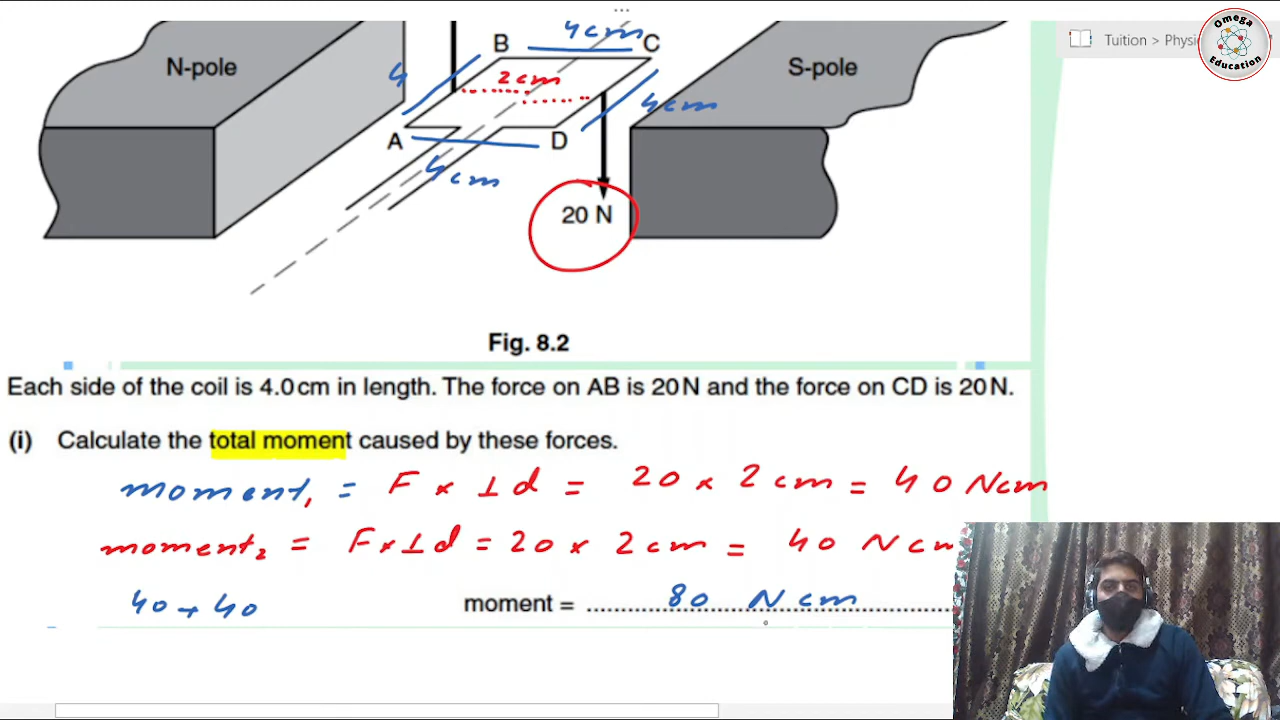 ...
4cm
Omega Education
Tuition > Physi
B C
N-pole S-pole
4 2cm 4cm
A D
4cm
20 N
Fig. 8.2
Each side of the coil is 4.0 cm in length. The force on AB is 20 N and the force on CD is 20 N.
(i) Calculate the total moment caused by these forces.
moment₁ = F × ⊥ d = 20 × 2 cm = 40 Ncm
moment₂ = F × ⊥ d = 20 × 2 cm = 40 N cm
40 + 40 moment = ........ 80 N cm ........